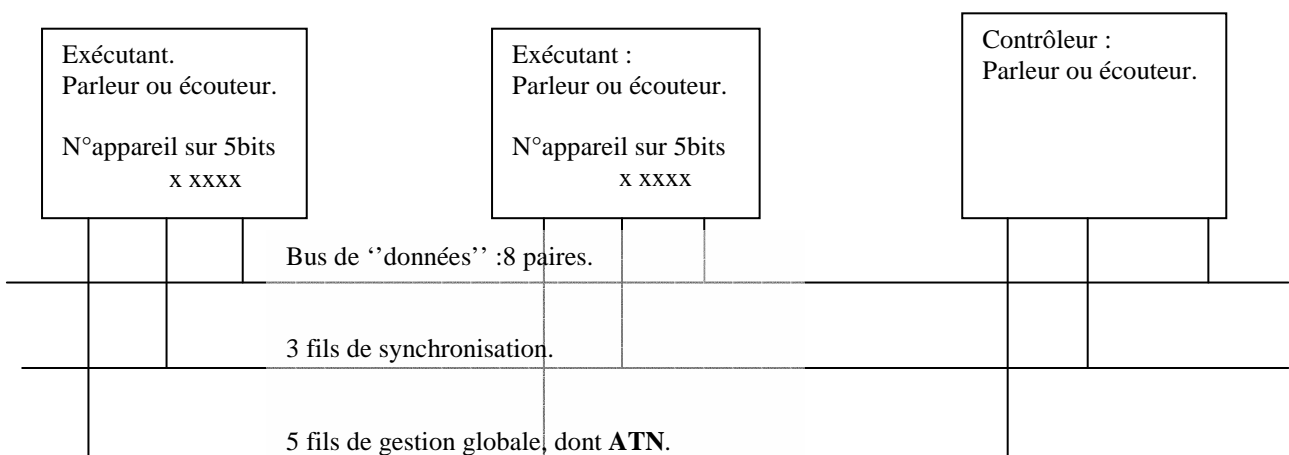 Exécutant.
Parleur ou écouteur.
N°appareil sur 5bits
x xxxx
Exécutant :
Parleur ou écouteur.
N°appareil sur 5bits
x xxxx
Contrôleur :
Parleur ou écouteur.
Bus de ‘’données’’ :8 paires.
3 fils de synchronisation.
5 fils de gestion globale, dont ATN.